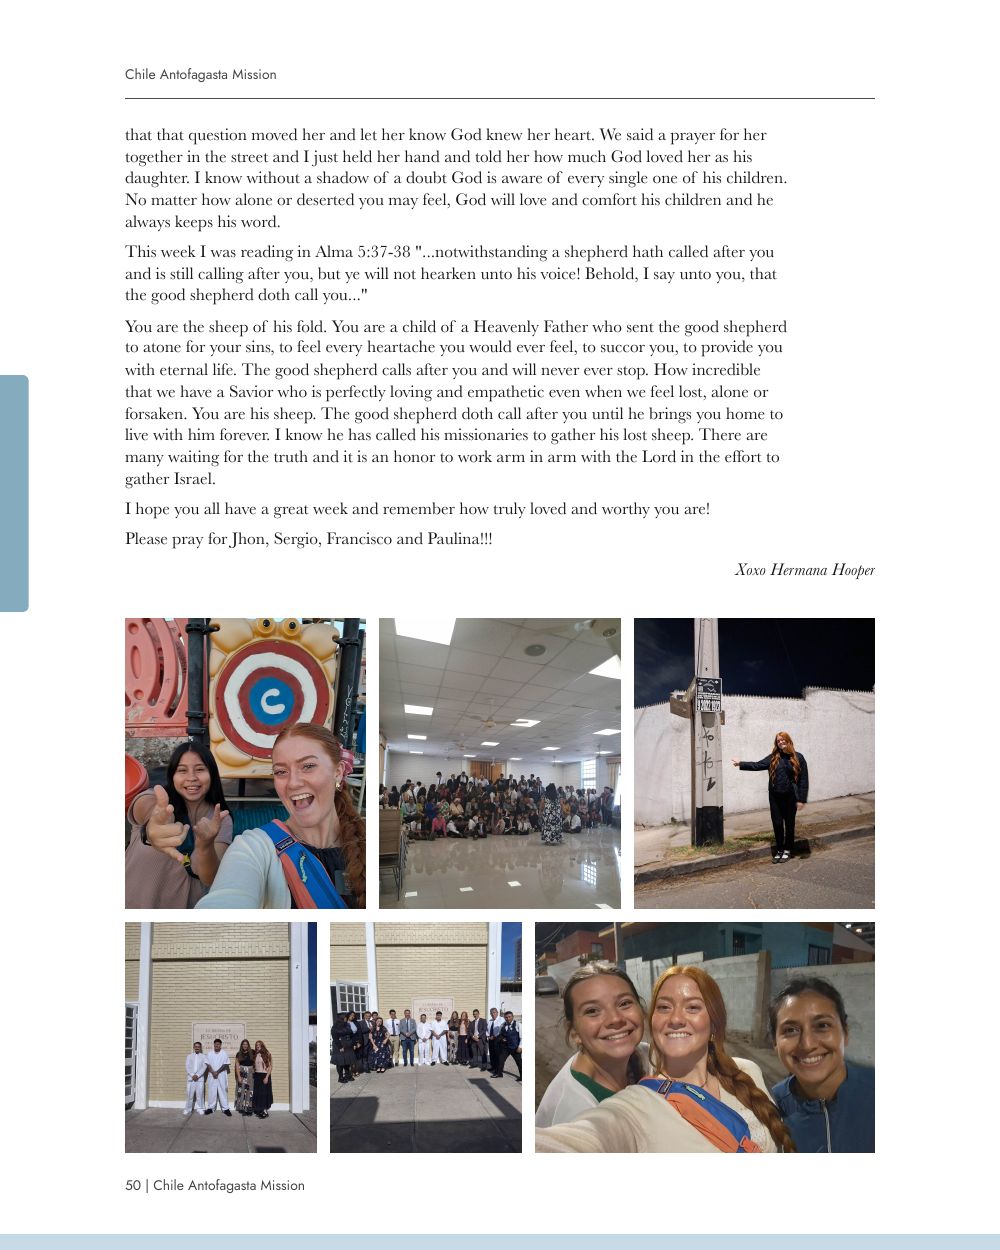 Chile Antofagasta Mission
that that question moved her and let her know God knew her heart. We said a prayer for her
together in the street and I just held her hand and told her how much God loved her as his
daughter. I know without a shadow of a doubt God is aware of every single one of his children.
No matter how alone or deserted you may feel, God will love and comfort his children and he
always keeps his word.
This week I was reading in Alma 5:37-38 "...notwithstanding a shepherd hath called after you
and is still calling after you, but ye will not hearken unto his voice! Behold, I say unto you, that
the good shepherd doth call you..."
You are the sheep of his fold. You are a child of a Heavenly Father who sent the good shepherd
to atone for your sins, to feel every heartache you would ever feel, to succor you, to provide you
with eternal life. The good shepherd calls after you and will never ever stop. How incredible
that we have a Savior who is perfectly loving and empathetic even when we feel lost, alone or
forsaken. You are his sheep. The good shepherd doth call after you until he brings you home to
live with him forever. I know he has called his missionaries to gather his lost sheep. There are
many waiting for the truth and it is an honor to work arm in arm with the Lord in the effort to
gather Israel.
I hope you all have a great week and remember how truly loved and worthy you are!
Please pray for Jhon, Sergio, Francisco and Paulina!!!
Xoxo Hermana Hooper
C
LA IGLESIA DE
JESUCRISTO
JESUCRISTO
50 | Chile Antofagasta Mission